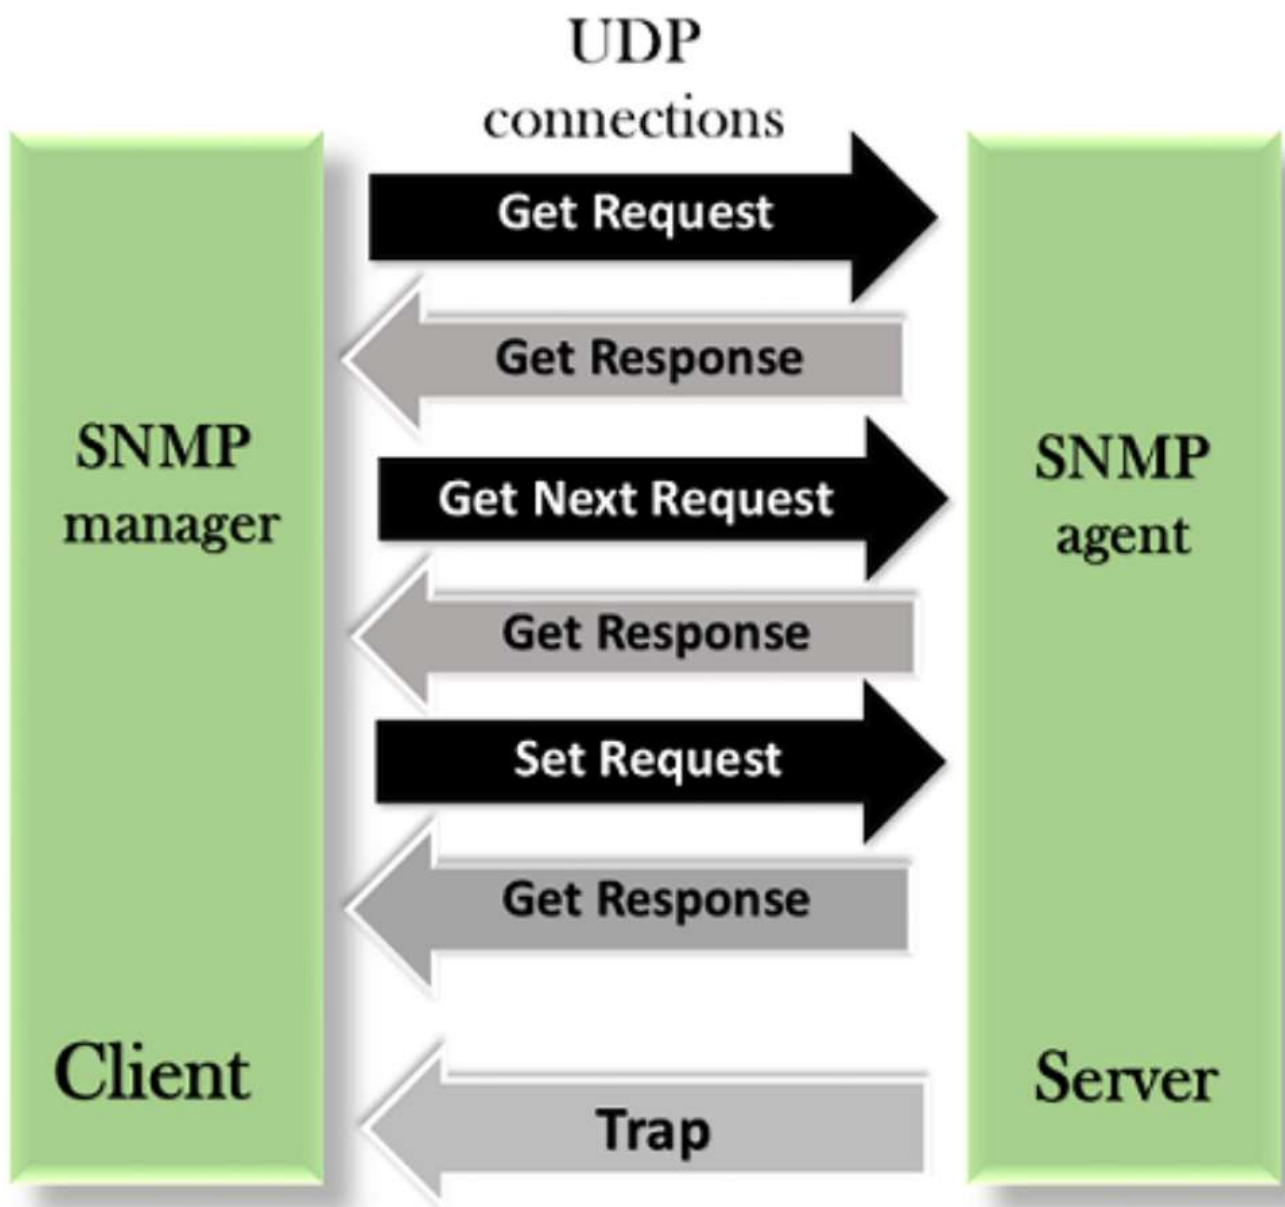 UDP
connections
Get Request
Get Response
SNMP
manager
Get Next Request
SNMP
agent
Get Response
Set Request
Get Response
Client
Server
Trap